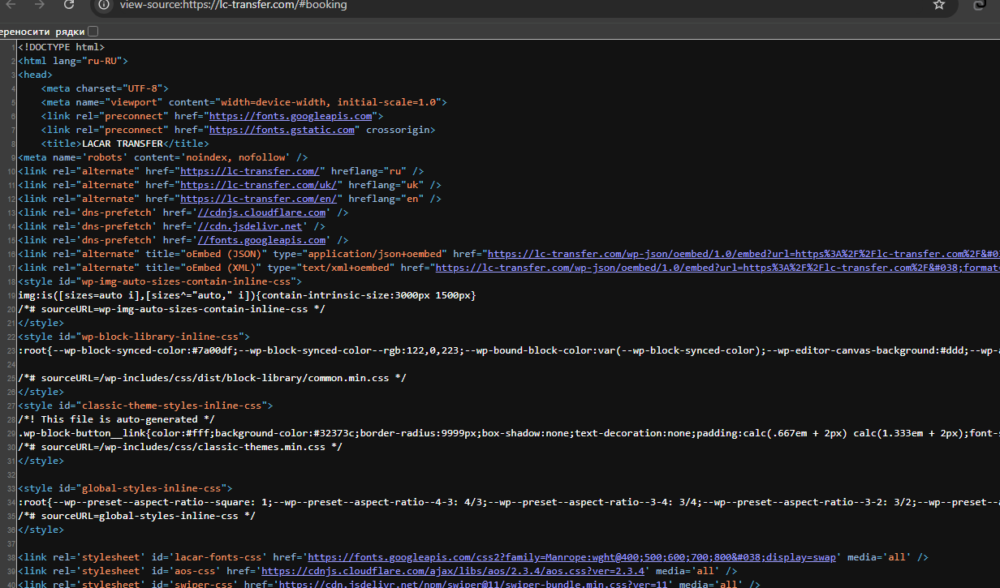 view-source:https://lc-transfer.com/#booking
ереносити рядки
1 <!DOCTYPE html>
2 <html lang="ru-RU">
3 <head>
4 <meta charset="UTF-8">
5 <meta name="viewport" content="width=device-width, initial-scale=1.0">
6 <link rel="preconnect" href="https://fonts.googleapis.com">
7 <link rel="preconnect" href="https://fonts.gstatic.com" crossorigin>
8 <title>LACAR TRANSFER</title>
9 <meta name='robots' content='noindex, nofollow' />
10 <link rel="alternate" href="https://lc-transfer.com/" hreflang="ru" />
11 <link rel="alternate" href="https://lc-transfer.com/uk/" hreflang="uk" />
12 <link rel="alternate" href="https://lc-transfer.com/en/" hreflang="en" />
13 <link rel='dns-prefetch' href='//cdnjs.cloudflare.com' />
14 <link rel='dns-prefetch' href='//cdn.jsdelivr.net' />
15 <link rel='dns-prefetch' href='//fonts.googleapis.com' />
16 <link rel="alternate" title="oEmbed (JSON)" type="application/json+oembed" href="https://lc-transfer.com/wp-json/oembed/1.0/embed?url=https%3A%2F%2Flc-transfer.com%2F&#03
17 <link rel="alternate" title="oEmbed (XML)" type="text/xml+oembed" href="https://lc-transfer.com/wp-json/oembed/1.0/embed?url=https%3A%2F%2Flc-transfer.com%2F&#038;format=
18 <style id="wp-img-auto-sizes-contain-inline-css">
19 img:is([sizes=auto i],[sizes^="auto," i]){contain-intrinsic-size:3000px 1500px}
20 /*# sourceURL=wp-img-auto-sizes-contain-inline-css */
21 </style>
22 <style id="wp-block-library-inline-css">
23 :root{--wp-block-synced-color:#7a00df;--wp-block-synced-color--rgb:122,0,223;--wp-bound-block-color:var(--wp-block-synced-color);--wp-editor-canvas-background:#ddd;--wp-a
24
25 /*# sourceURL=/wp-includes/css/dist/block-library/common.min.css */
26 </style>
27 <style id="classic-theme-styles-inline-css">
28 /*! This file is auto-generated */
29 .wp-block-button__link{color:#fff;background-color:#32373c;border-radius:9999px;box-shadow:none;text-decoration:none;padding:calc(.667em + 2px) calc(1.333em + 2px);font-s
30 /*# sourceURL=/wp-includes/css/classic-themes.min.css */
31 </style>
32
33 <style id="global-styles-inline-css">
34 :root{--wp--preset--aspect-ratio--square: 1;--wp--preset--aspect-ratio--4-3: 4/3;--wp--preset--aspect-ratio--3-4: 3/4;--wp--preset--aspect-ratio--3-2: 3/2;--wp--preset--a
35 /*# sourceURL=global-styles-inline-css */
36 </style>
37
38 <link rel='stylesheet' id='lacar-fonts-css' href='https://fonts.googleapis.com/css2?family=Manrope:wght@400;500;600;700;800&#038;display=swap' media='all' />
39 <link rel='stylesheet' id='aos-css' href='https://cdnjs.cloudflare.com/ajax/libs/aos/2.3.4/aos.css?ver=2.3.4' media='all' />
40 <link rel='stylesheet' id='swiper-css' href='https://cdn.jsdelivr.net/npm/swiper@11/swiper-bundle.min.css?ver=11' media='all' />